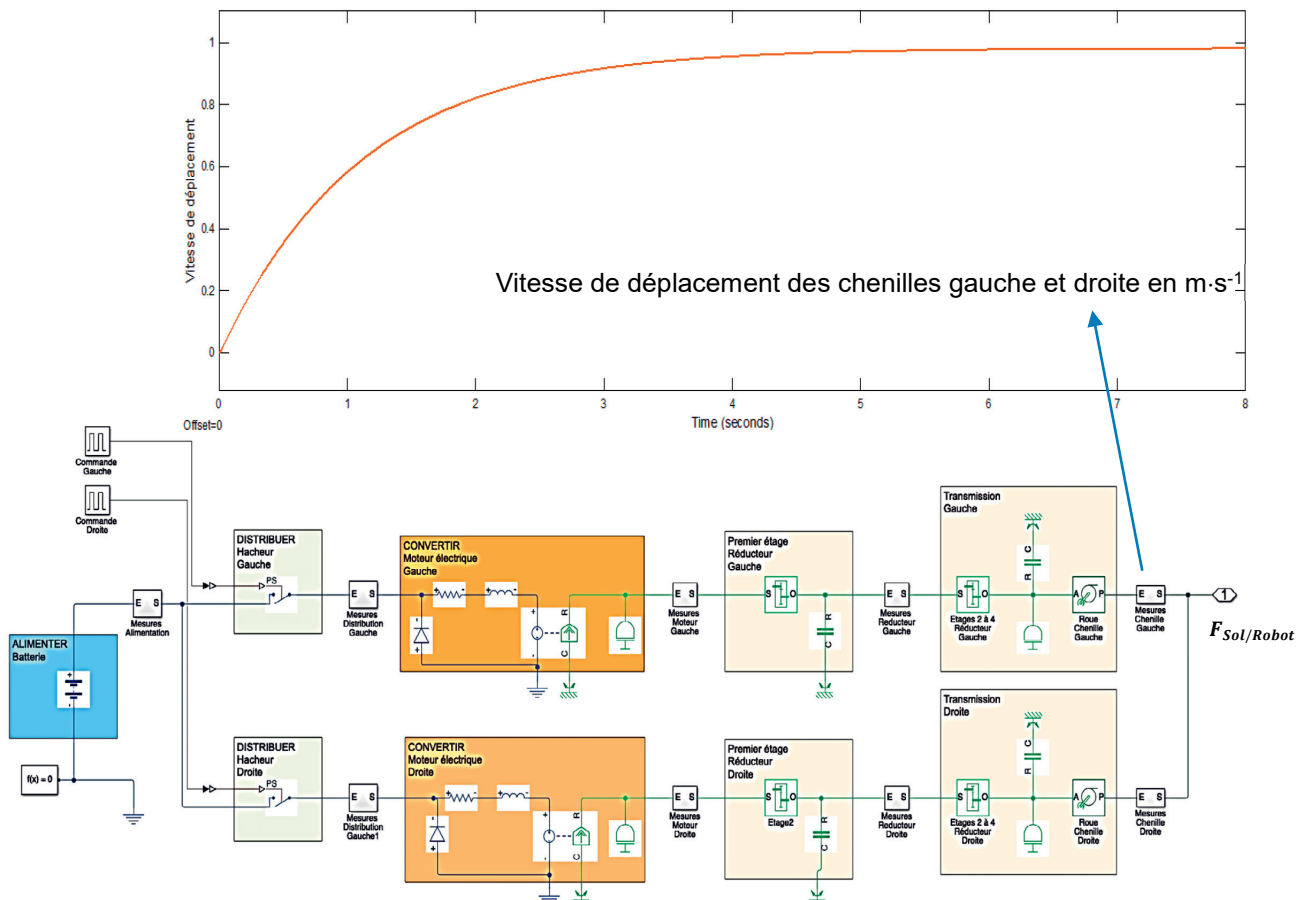 1
0.8
0.6
0.4
0.2
0
Vitesse de déplacement
Vitesse de déplacement des chenilles gauche et droite en m·s-1
0
1
2
3
4
5
6
7
8
Offset=0
Time (seconds)
Commande
Gauche
Commande
Droite
ALIMENTER
Batterie
+
-
f(x) = 0
E S
Mesures
Alimentation
DISTRIBUER
Hacheur
Gauche
PS
E S
Mesures
Distribution
Gauche
CONVERTIR
Moteur électrique
Gauche
+ -
+ -
-
+
+
-
R
C
E S
Mesures
Moteur
Gauche
Premier étage
Réducteur
Gauche
S O
R
C
E S
Mesures
Reducteur
Gauche
Transmission
Gauche
C
R
S O
Etages 2 à 4
Réducteur
Gauche
A P
Roue
Chenille
Gauche
E S
Mesures
Chenille
Gauche
1
F Sol/Robot
DISTRIBUER
Hacheur
Droite
PS
E S
Mesures
Distribution
Gauche1
CONVERTIR
Moteur électrique
Droite
+ -
+ -
-
+
+
-
R
C
E S
Mesures
Moteur
Droite
Premier étage
Réducteur
Droite
S O
Etage2
R
C
E S
Mesures
Reducteur
Droite
Transmission
Droite
C
R
S O
Etages 2 à 4
Réducteur
Droite
A P
Roue
Chenille
Droite
E S
Mesures
Chenille
Droite